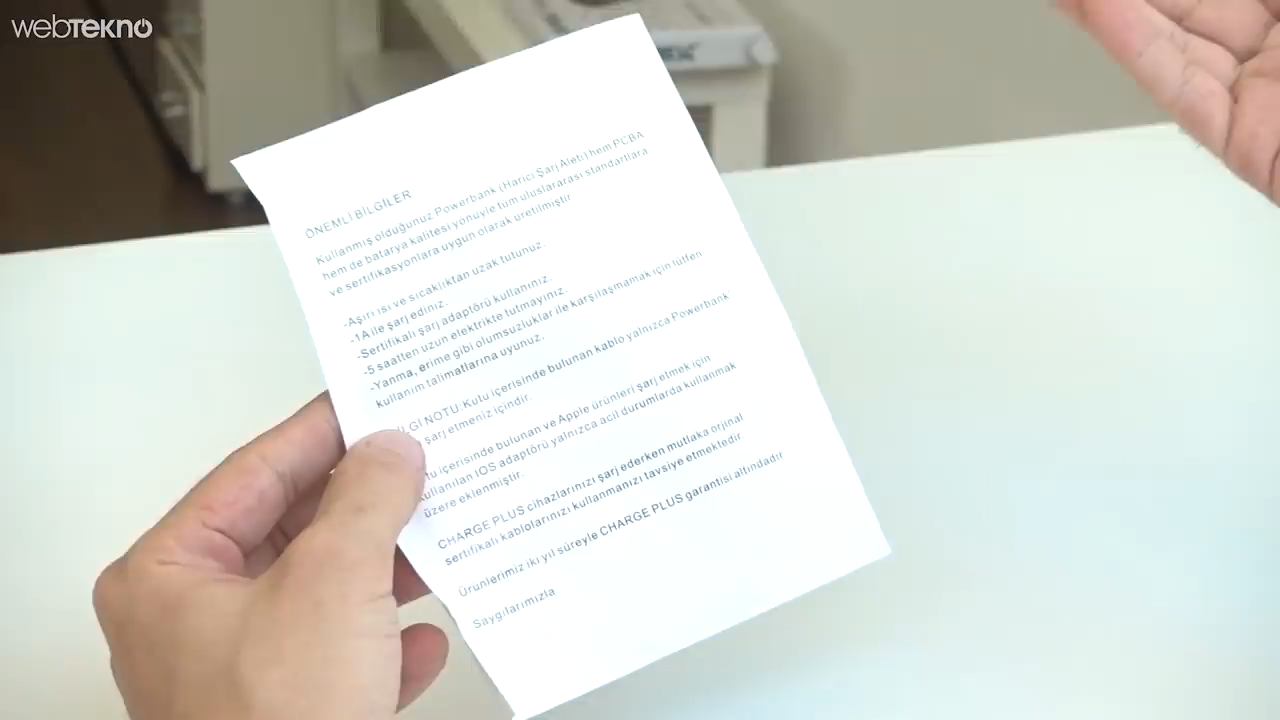 webTEKNO
ÖNEMLİ BİLGİLER
Kullanmış olduğunuz Powerbank (Harici Şarj Aleti) hem PCBA
hem de batarya kalitesi yönüyle tüm uluslararası standartlara
ve sertifikasyonlara uygun olarak üretilmiştir
-Aşırı ısı ve sıcaklıktan uzak tutunuz.
-1A ile şarj ediniz.
-Sertifikalı şarj adaptörü kullanınız.
-5 saatten uzun elektrikte tutmayınız.
-Yanma, erime gibi olumsuzluklar ile karşılaşmamak için lütfen
kullanım talimatlarına uyunuz.
LGİ NOTU: Kutu içerisinde bulunan kablo yalnızca Powerbank'
şarj etmeniz içindir.
tu içerisinde bulunan ve Apple ürünleri şarj etmek için
kullanılan IOS adaptörü yalnızca acil durumlarda kullanmak
üzere eklenmiştir.
CHARGE PLUS cihazlarınızı şarj ederken mutlaka orjinal
sertifikalı kablolarınızı kullanmanızı tavsiye etmektedir
Ürünlerimiz iki yıl süreyle CHARGE PLUS garantisi altındadır
Saygılarımızla